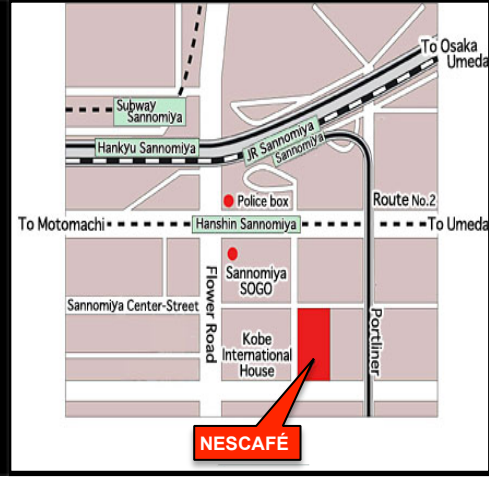 To Osaka
Umeda
Subway
Sannomiya
Hankyu Sannomiya
JR Sannomiya
Sannomiya
Police box
Route No.2
To Motomachi
Hanshin Sannomiya
To Umeda
Sannomiya
SOGO
Flower Road
Sannomiya Center-Street
Portliner
Kobe
International
House
NESCAFÉ